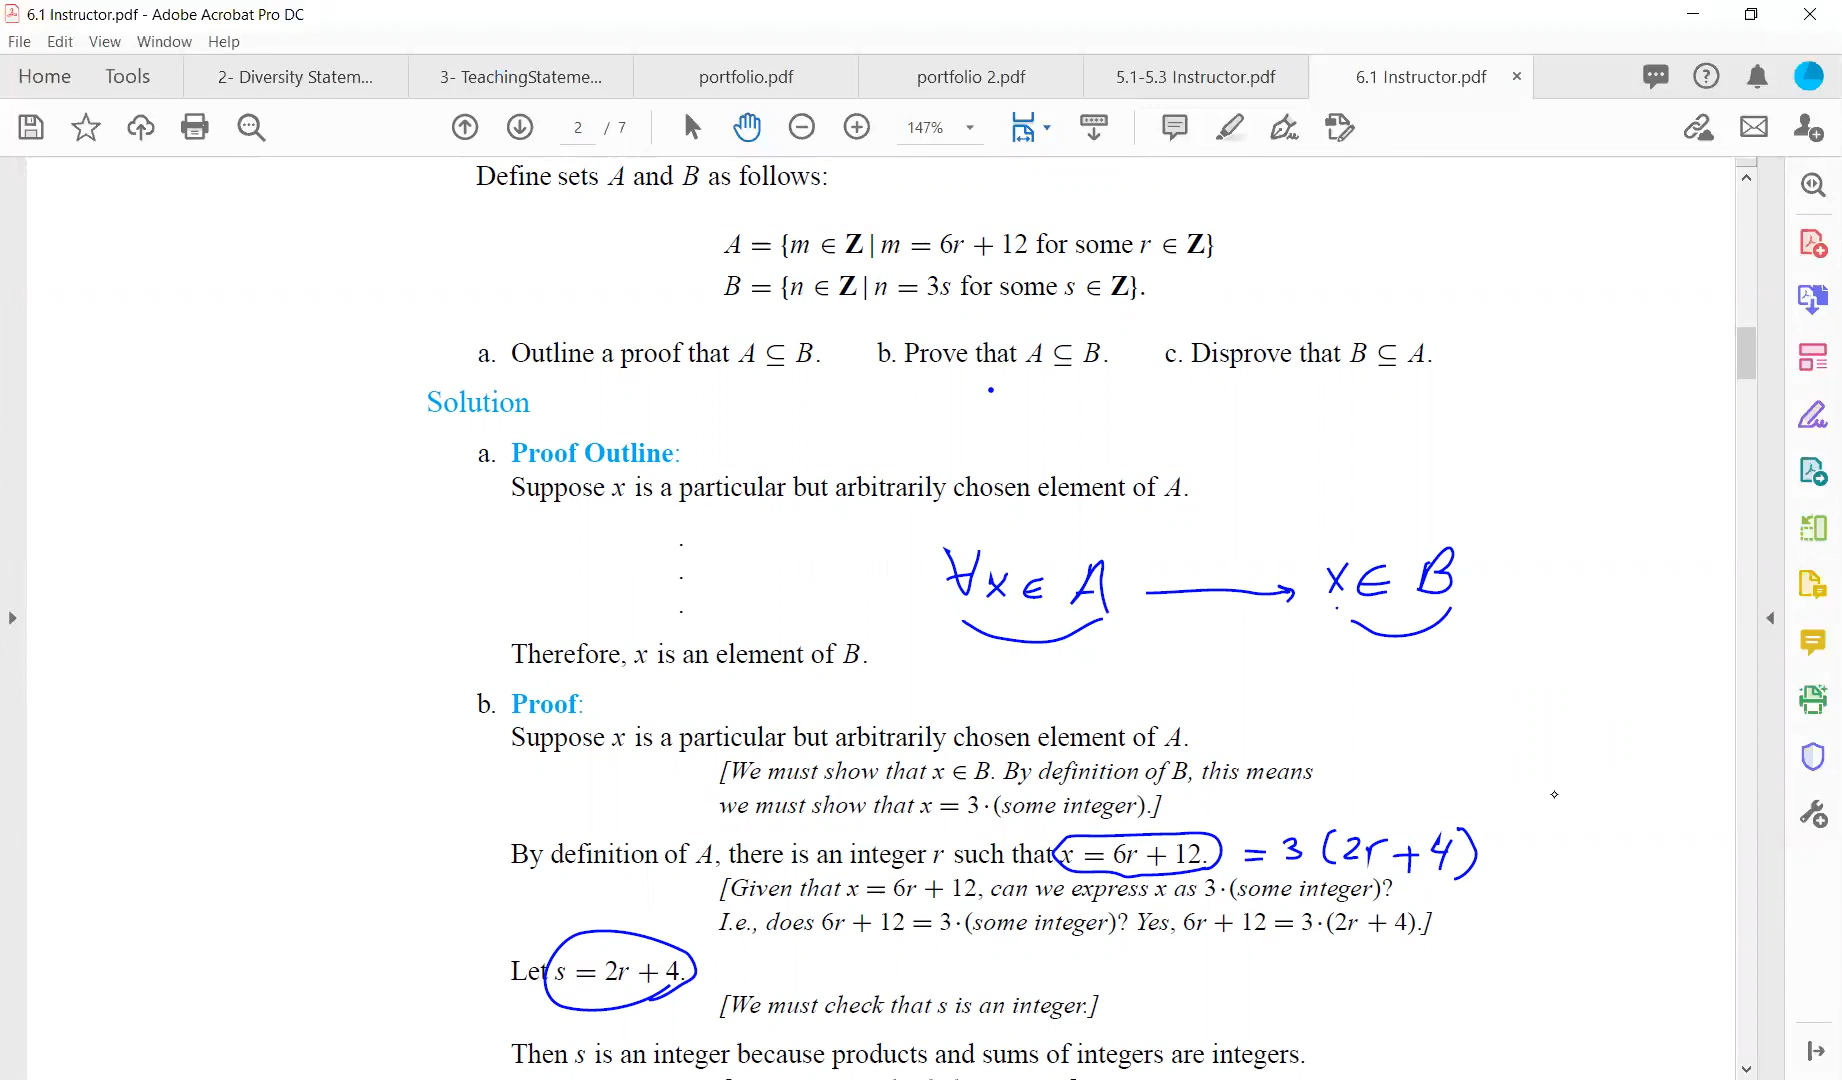 6.1 Instructor.pdf - Adobe Acrobat Pro DC
File Edit View Window Help
Home Tools 2- Diversity Statem... 3- TeachingStateme... portfolio.pdf portfolio 2.pdf 5.1-5.3 Instructor.pdf 6.1 Instructor.pdf ×
2 / 7 147%
Define sets A and B as follows:
A = {m ∈ Z | m = 6r + 12 for some r ∈ Z}
B = {n ∈ Z | n = 3s for some s ∈ Z}.
a. Outline a proof that A ⊆ B. b. Prove that A ⊆ B. c. Disprove that B ⊆ A.
Solution
a. Proof Outline:
Suppose x is a particular but arbitrarily chosen element of A.
.
.
.
∀x ∈ A → x ∈ B
Therefore, x is an element of B.
b. Proof:
Suppose x is a particular but arbitrarily chosen element of A.
[We must show that x ∈ B. By definition of B, this means
we must show that x = 3·(some integer).]
By definition of A, there is an integer r such that x = 6r + 12. = 3 (2r + 4)
[Given that x = 6r + 12, can we express x as 3·(some integer)?
I.e., does 6r + 12 = 3·(some integer)? Yes, 6r + 12 = 3·(2r + 4).]
Let s = 2r + 4.
[We must check that s is an integer.]
Then s is an integer because products and sums of integers are integers.